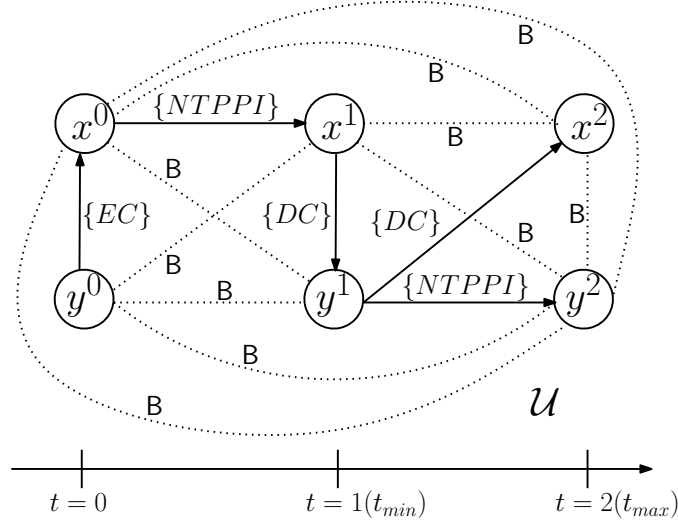 B
B
x⁰ {NTPPI} x¹ x²
B
B
{EC} {DC} {DC} B
B
B
B
y⁰ y¹ {NTPPI} y²
B
B
𝒰
t = 0 t = 1(t_min) t = 2(t_max)